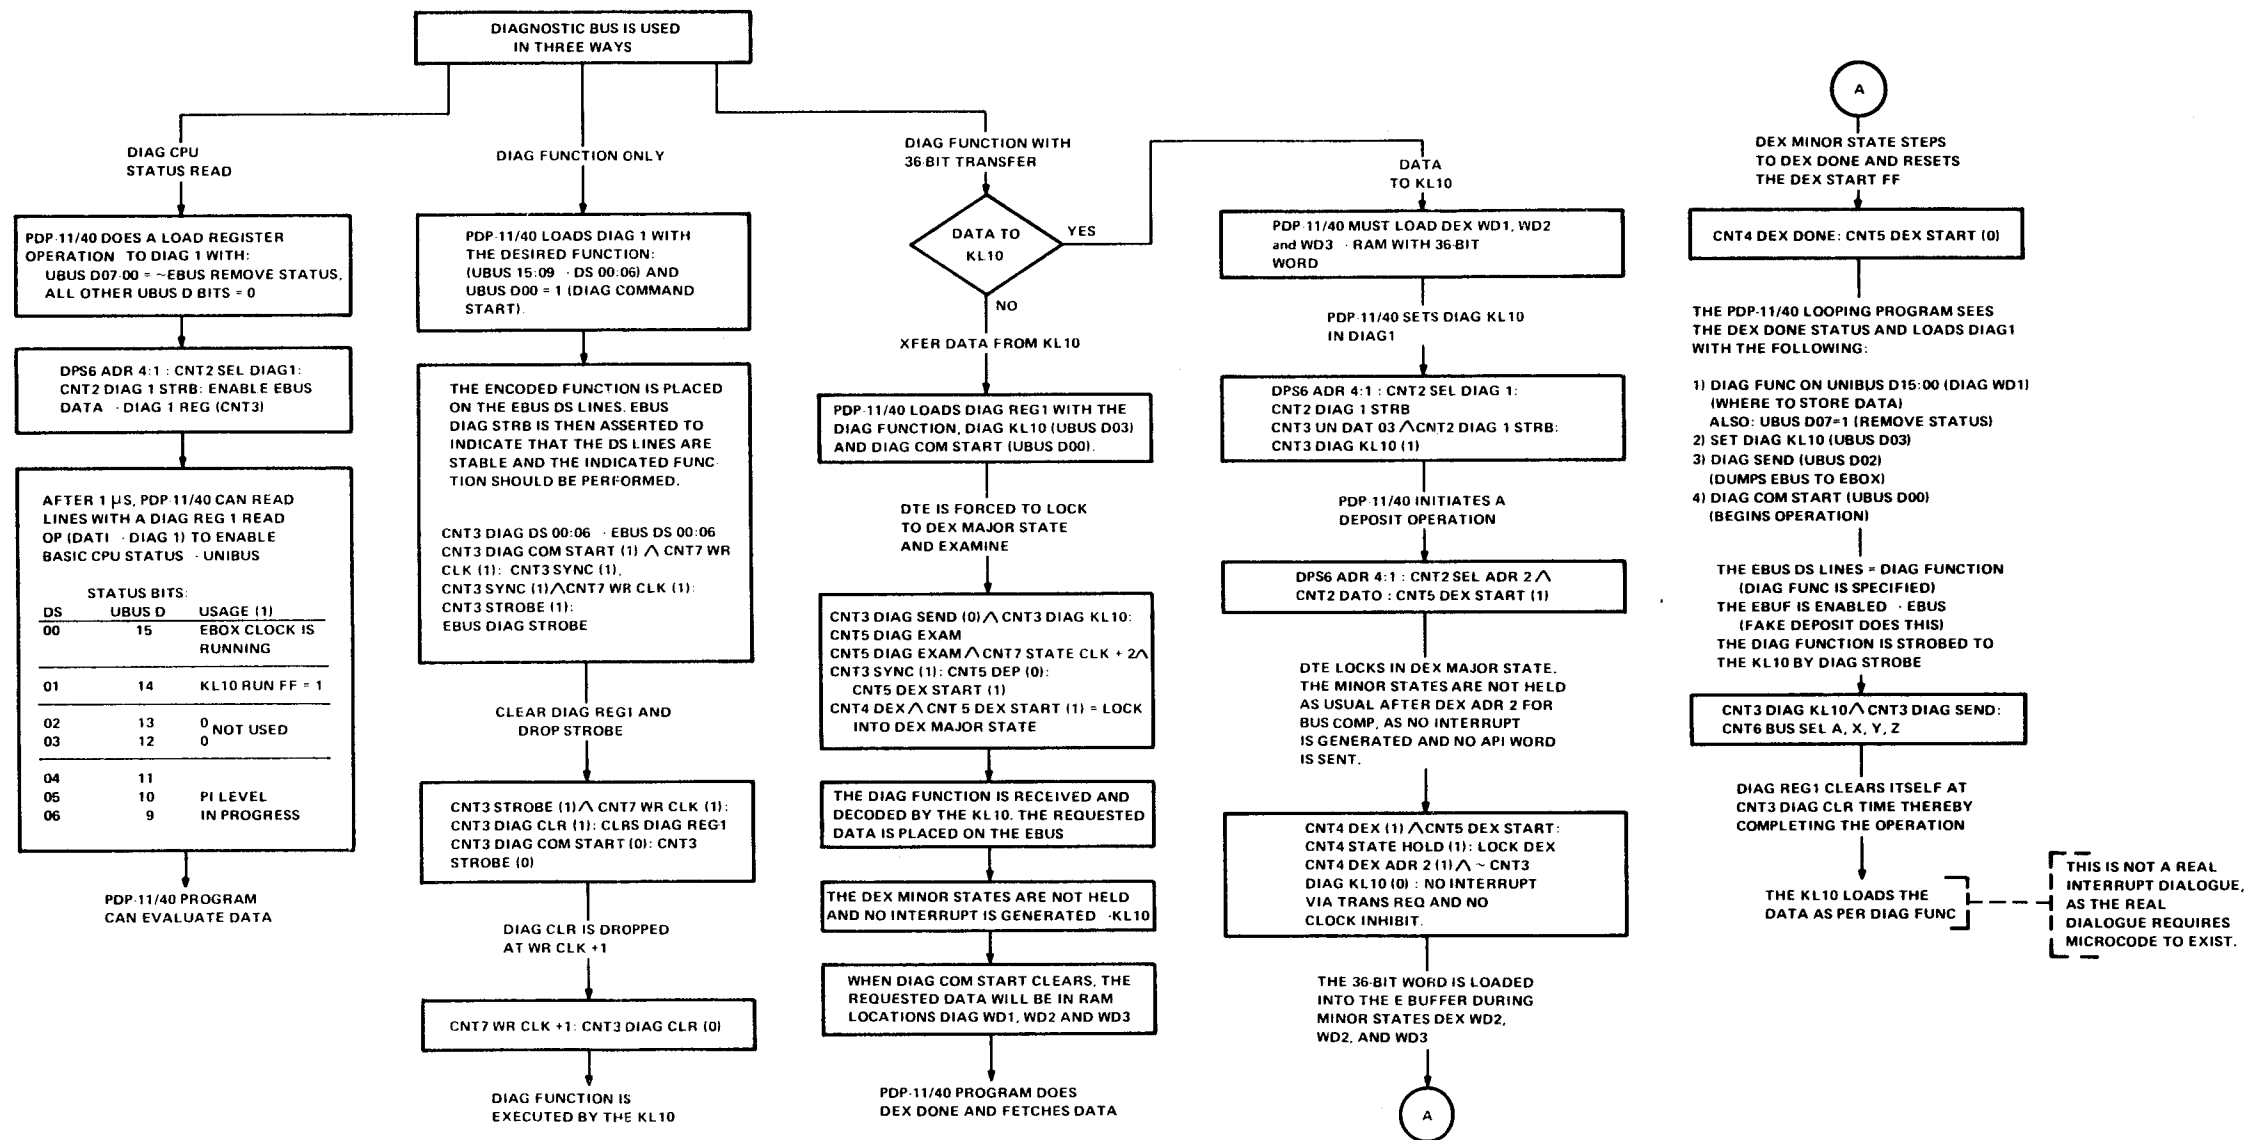 DIAGNOSTIC BUS IS USED
IN THREE WAYS
DIAG CPU
STATUS READ
PDP-11/40 DOES A LOAD REGISTER
OPERATION TO DIAG 1 WITH:
UBUS D07-00 = ~EBUS REMOVE STATUS,
ALL OTHER UBUS D BITS = 0
DPS6 ADR 4:1 : CNT2 SEL DIAG1:
CNT2 DIAG 1 STRB: ENABLE EBUS
DATA · DIAG 1 REG (CNT3)
AFTER 1 µS, PDP-11/40 CAN READ
LINES WITH A DIAG REG 1 READ
OP (DATI · DIAG 1) TO ENABLE
BASIC CPU STATUS · UNIBUS
STATUS BITS:
DS UBUS D USAGE (1)
00 15 EBOX CLOCK IS
RUNNING
01 14 KL10 RUN FF = 1
02 13 0
NOT USED
03 12 0
04 11
05 10 PI LEVEL
06 9 IN PROGRESS
PDP-11/40 PROGRAM
CAN EVALUATE DATA
DIAG FUNCTION ONLY
PDP-11/40 LOADS DIAG 1 WITH
THE DESIRED FUNCTION:
(UBUS 15:09 · DS 00:06) AND
UBUS D00 = 1 (DIAG COMMAND
START).
THE ENCODED FUNCTION IS PLACED
ON THE EBUS DS LINES. EBUS
DIAG STRB IS THEN ASSERTED TO
INDICATE THAT THE DS LINES ARE
STABLE AND THE INDICATED FUNC-
TION SHOULD BE PERFORMED.
CNT3 DIAG DS 00:06 · EBUS DS 00:06
CNT3 DIAG COM START (1) ∧ CNT7 WR
CLK (1): CNT3 SYNC (1),
CNT3 SYNC (1)∧CNT7 WR CLK (1):
CNT3 STROBE (1):
EBUS DIAG STROBE
CLEAR DIAG REG1 AND
DROP STROBE
CNT3 STROBE (1)∧ CNT7 WR CLK (1):
CNT3 DIAG CLR (1): CLRS DIAG REG1
CNT3 DIAG COM START (0): CNT3
STROBE (0)
DIAG CLR IS DROPPED
AT WR CLK +1
CNT7 WR CLK +1: CNT3 DIAG CLR (0)
DIAG FUNCTION IS
EXECUTED BY THE KL10
DIAG FUNCTION WITH
36-BIT TRANSFER
DATA TO
KL10
YES
NO
XFER DATA FROM KL10
PDP-11/40 LOADS DIAG REG1 WITH THE
DIAG FUNCTION, DIAG KL10 (UBUS D03)
AND DIAG COM START (UBUS D00).
DTE IS FORCED TO LOCK
TO DEX MAJOR STATE
AND EXAMINE
CNT3 DIAG SEND (0)∧ CNT3 DIAG KL10:
CNT5 DIAG EXAM
CNT5 DIAG EXAM∧CNT7 STATE CLK + 2∧
CNT3 SYNC (1): CNT5 DEP (0):
CNT5 DEX START (1)
CNT4 DEX∧CNT 5 DEX START (1) = LOCK
INTO DEX MAJOR STATE
THE DIAG FUNCTION IS RECEIVED AND
DECODED BY THE KL10. THE REQUESTED
DATA IS PLACED ON THE EBUS
THE DEX MINOR STATES ARE NOT HELD
AND NO INTERRUPT IS GENERATED ·KL10
WHEN DIAG COM START CLEARS, THE
REQUESTED DATA WILL BE IN RAM
LOCATIONS DIAG WD1, WD2 AND WD3
PDP-11/40 PROGRAM DOES
DEX DONE AND FETCHES DATA
DATA
TO KL10
PDP-11/40 MUST LOAD DEX WD1, WD2
and WD3 · RAM WITH 36-BIT
WORD
PDP-11/40 SETS DIAG KL10
IN DIAG1
DPS6 ADR 4:1 : CNT2 SEL DIAG 1:
CNT2 DIAG 1 STRB
CNT3 UN DAT 03 ∧CNT2 DIAG 1 STRB:
CNT3 DIAG KL10 (1)
PDP-11/40 INITIATES A
DEPOSIT OPERATION
DPS6 ADR 4:1 : CNT2 SEL ADR 2∧
CNT2 DATO : CNT5 DEX START (1)
DTE LOCKS IN DEX MAJOR STATE.
THE MINOR STATES ARE NOT HELD
AS USUAL AFTER DEX ADR 2 FOR
BUS COMP, AS NO INTERRUPT
IS GENERATED AND NO API WORD
IS SENT.
CNT4 DEX (1) ∧CNT5 DEX START:
CNT4 STATE HOLD (1): LOCK DEX
CNT4 DEX ADR 2 (1)∧ ~ CNT3
DIAG KL10 (0) : NO INTERRUPT
VIA TRANS REQ AND NO
CLOCK INHIBIT.
THE 36-BIT WORD IS LOADED
INTO THE E BUFFER DURING
MINOR STATES DEX WD2,
WD2, AND WD3
A
A
DEX MINOR STATE STEPS
TO DEX DONE AND RESETS
THE DEX START FF
CNT4 DEX DONE: CNT5 DEX START (0)
THE PDP-11/40 LOOPING PROGRAM SEES
THE DEX DONE STATUS AND LOADS DIAG1
WITH THE FOLLOWING:
1) DIAG FUNC ON UNIBUS D15:00 (DIAG WD1)
(WHERE TO STORE DATA)
ALSO: UBUS D07=1 (REMOVE STATUS)
2) SET DIAG KL10 (UBUS D03)
3) DIAG SEND (UBUS D02)
(DUMPS EBUS TO EBOX)
4) DIAG COM START (UBUS D00)
(BEGINS OPERATION)
THE EBUS DS LINES = DIAG FUNCTION
(DIAG FUNC IS SPECIFIED)
THE EBUF IS ENABLED · EBUS
(FAKE DEPOSIT DOES THIS)
THE DIAG FUNCTION IS STROBED TO
THE KL10 BY DIAG STROBE
CNT3 DIAG KL10∧CNT3 DIAG SEND:
CNT6 BUS SEL A, X, Y, Z
DIAG REG1 CLEARS ITSELF AT
CNT3 DIAG CLR TIME THEREBY
COMPLETING THE OPERATION
THE KL10 LOADS THE
DATA AS PER DIAG FUNC
THIS IS NOT A REAL
INTERRUPT DIALOGUE,
AS THE REAL
DIALOGUE REQUIRES
MICROCODE TO EXIST.